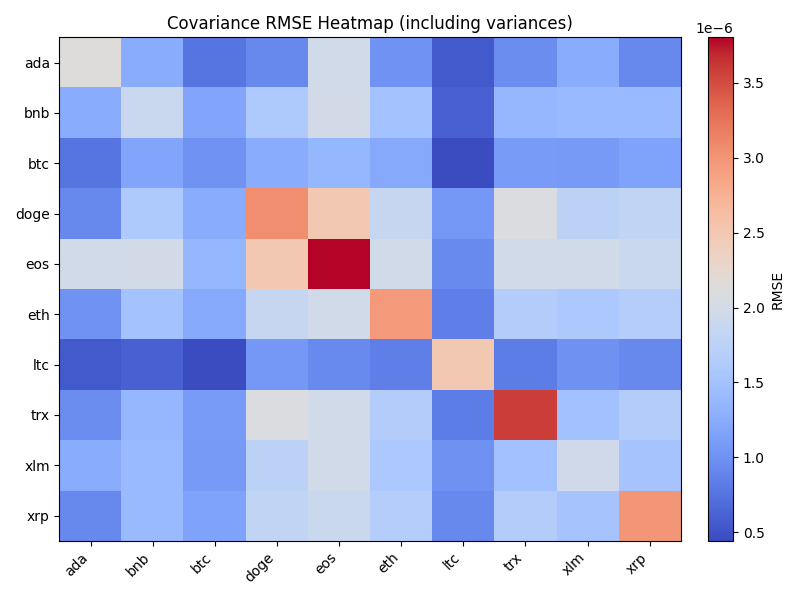 Covariance RMSE Heatmap (including variances)
1e−6
ada
bnb
btc
doge
eos
eth
ltc
trx
xlm
xrp
ada
bnb
btc
doge
eos
eth
ltc
trx
xlm
xrp
3.5
3.0
2.5
2.0
1.5
1.0
0.5
RMSE